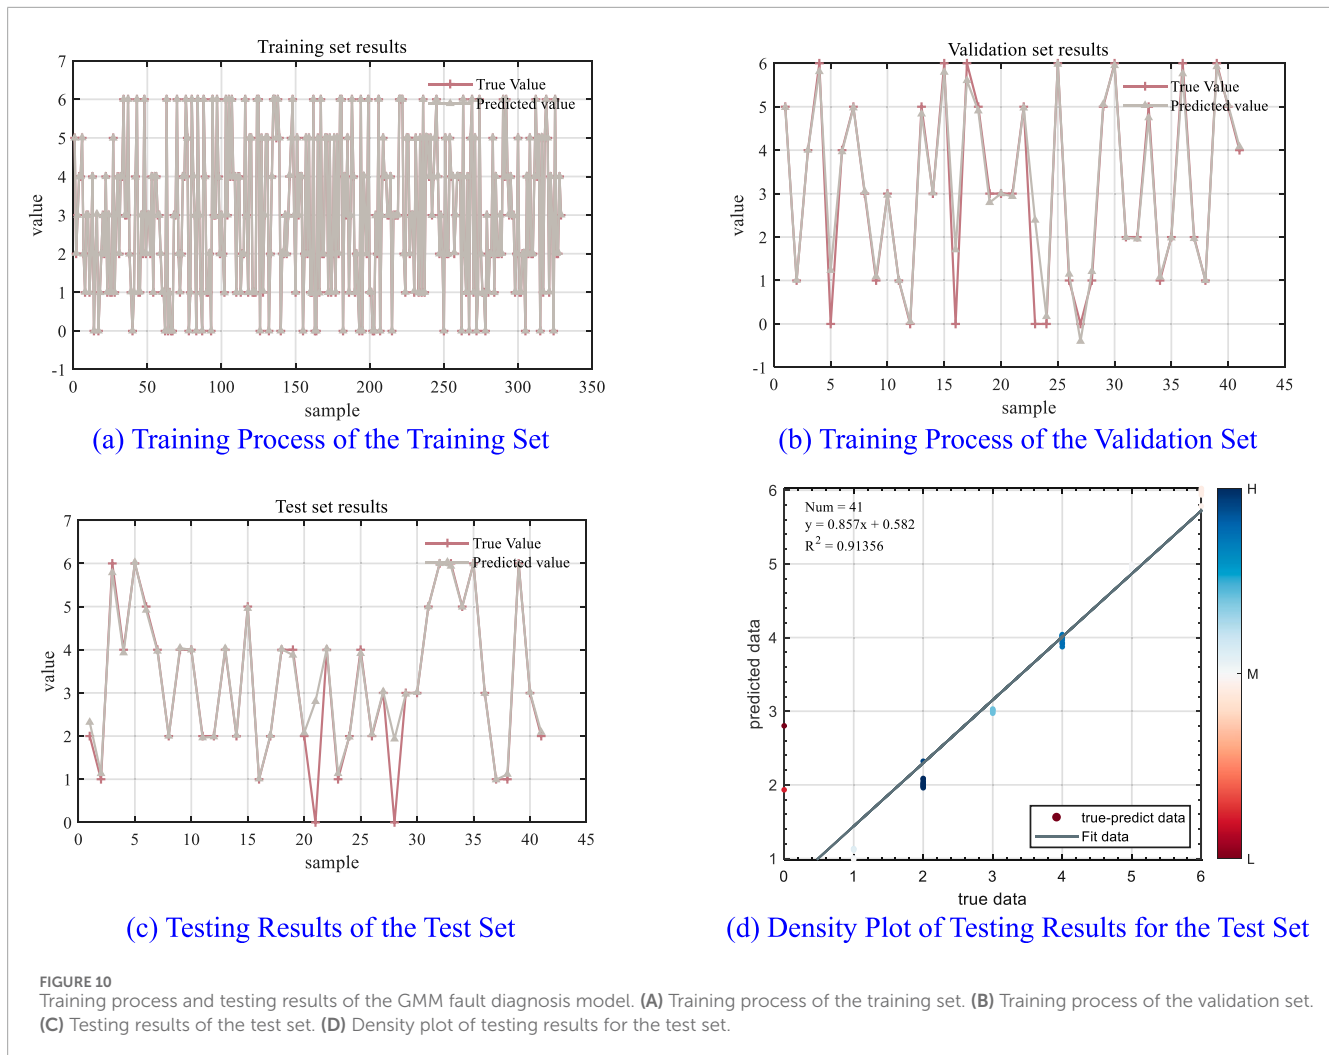 Training set results
7
6
5
4
3
2
1
0
-1
value
True Value
Predicted value
0 50 100 150 200 250 300 350
sample
(a) Training Process of the Training Set
Validation set results
6
5
4
3
2
1
0
-1
value
True Value
Predicted value
0 5 10 15 20 25 30 35 40 45
sample
(b) Training Process of the Validation Set
Test set results
7
6
5
4
3
2
1
0
value
True Value
Predicted value
0 5 10 15 20 25 30 35 40 45
sample
(c) Testing Results of the Test Set
6
5
4
3
2
1
predicted data
Num = 41
y = 0.857x + 0.582
R² = 0.91356
true-predict data
Fit data
0 1 2 3 4 5 6
true data
H
M
L
(d) Density Plot of Testing Results for the Test Set
FIGURE 10
Training process and testing results of the GMM fault diagnosis model. (A) Training process of the training set. (B) Training process of the validation set.
(C) Testing results of the test set. (D) Density plot of testing results for the test set.